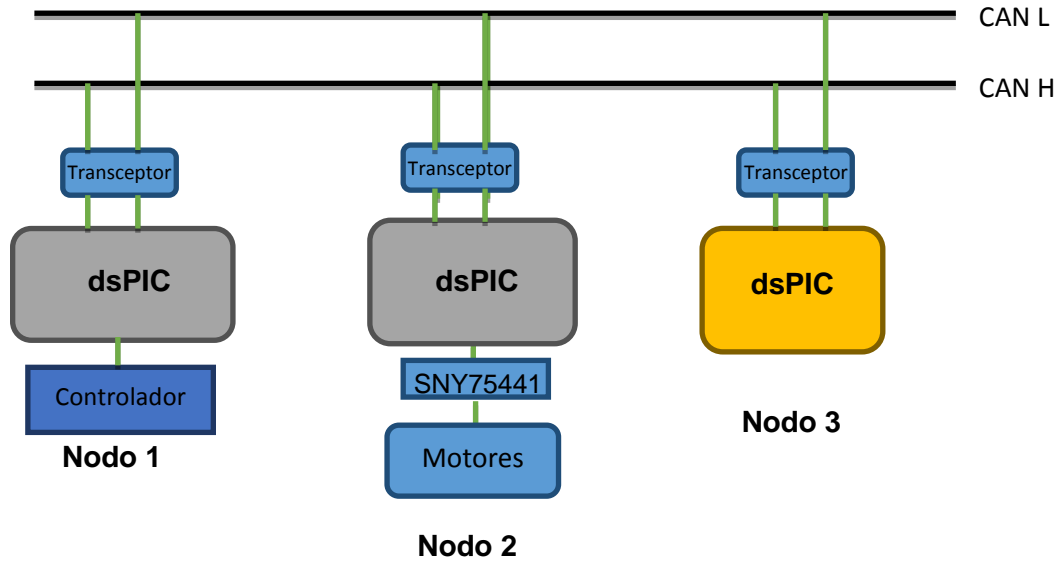 CAN L
CAN H
Transceptor
Transceptor
Transceptor
dsPIC
dsPIC
dsPIC
Controlador
SNY75441
Nodo 1
Motores
Nodo 3
Nodo 2